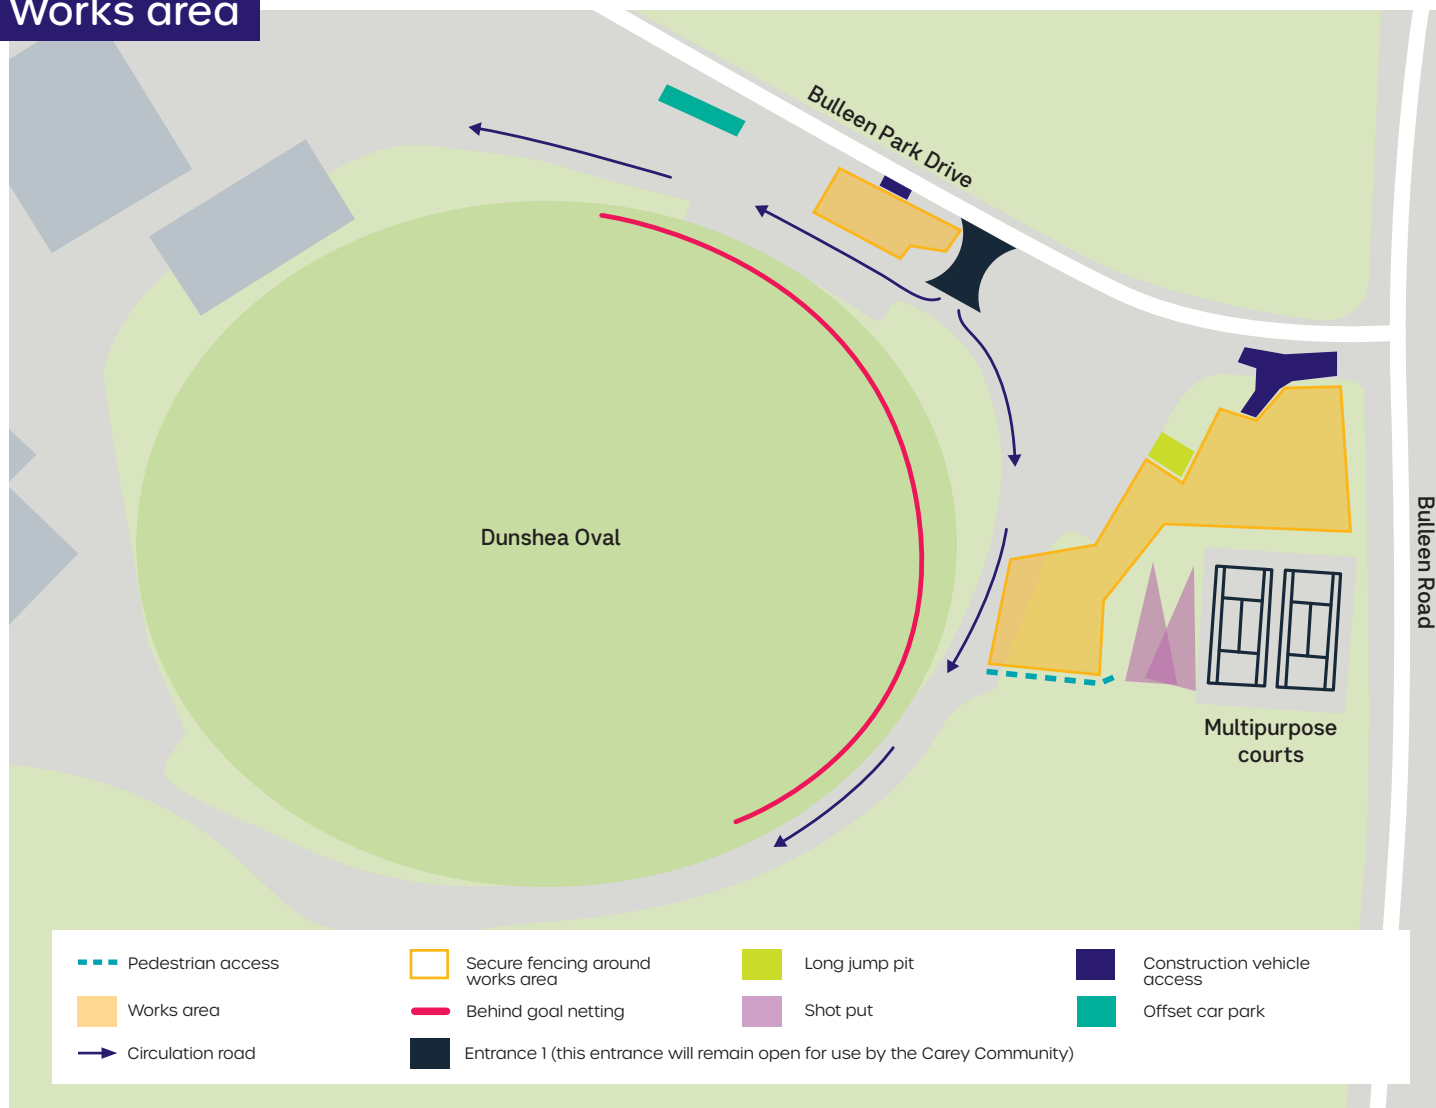 Works area
Bulleen Park Drive
Dunshea Oval
Bulleen Road
Multipurpose
courts
Pedestrian access
Secure fencing around
works area
Long jump pit
Construction vehicle
access
Works area
Behind goal netting
Shot put
Offset car park
Circulation road
Entrance 1 (this entrance will remain open for use by the Carey Community)